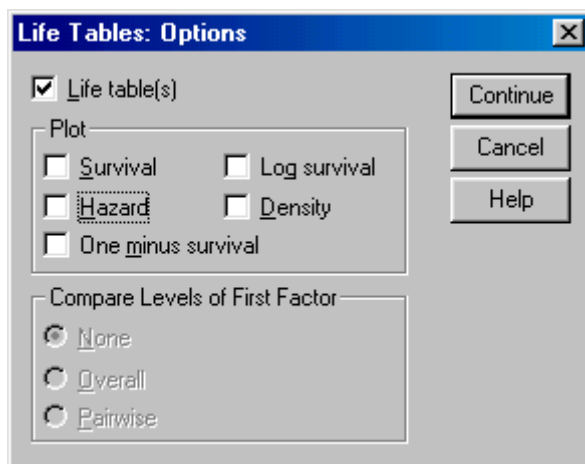 Life Tables: Options
Life table(s)
Continue
Plot
Cancel
Survival Log survival
Help
Hazard Density
One minus survival
Compare Levels of First Factor
None
Overall
Pairwise